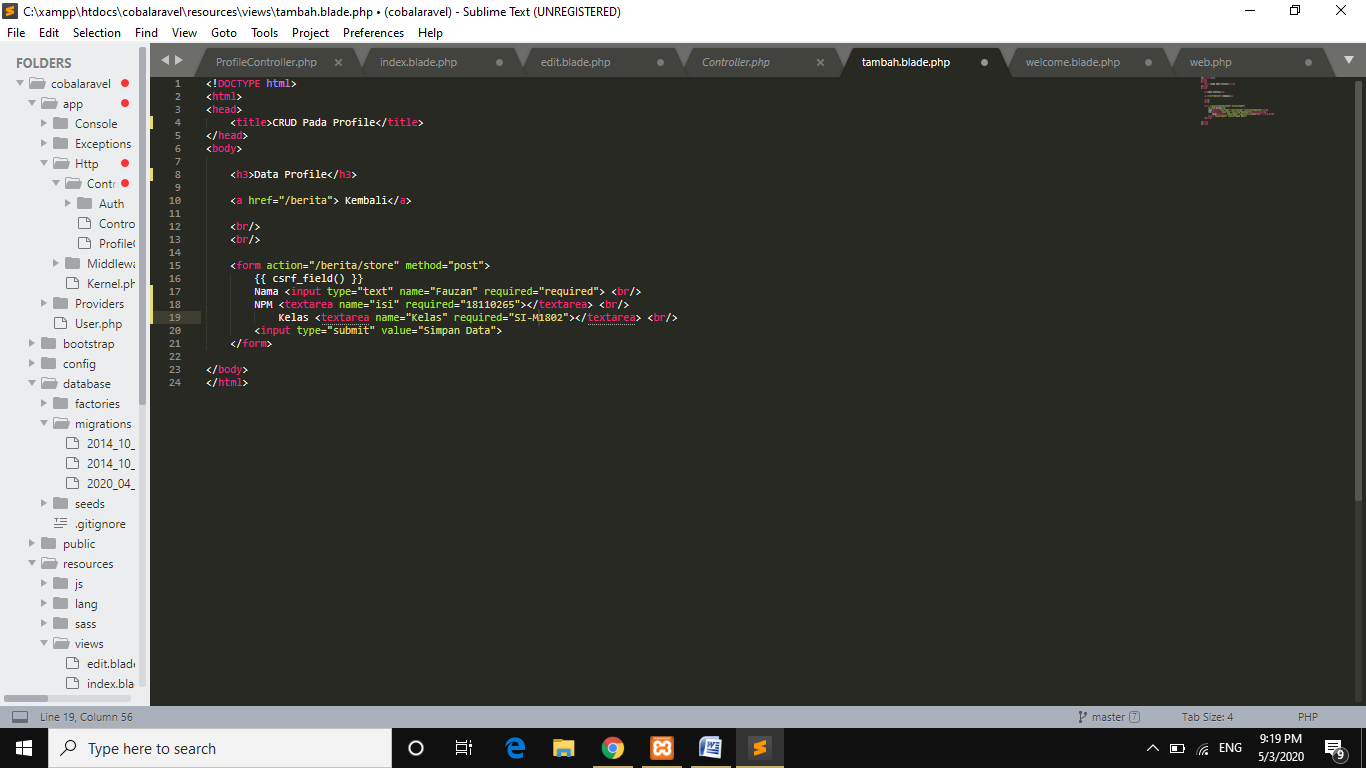 C:\xampp\htdocs\cobalaravel\resources\views\tambah.blade.php • (cobalaravel) - Sublime Text (UNREGISTERED)
File Edit Selection Find View Goto Tools Project Preferences Help
FOLDERS
cobalaravel
app
Console
Exceptions
Http
Contr
Auth
Contro
Profile
Middlewa
Kernel.ph
Providers
User.php
bootstrap
config
database
factories
migrations
2014_10_
2014_10_
2020_04_
seeds
.gitignore
public
resources
js
lang
sass
views
edit.blade
index.bla
ProfileController.php index.blade.php edit.blade.php Controller.php tambah.blade.php welcome.blade.php web.php
1 <!DOCTYPE html>
2 <html>
3 <head>
4 <title>CRUD Pada Profile</title>
5 </head>
6 <body>
7
8 <h3>Data Profile</h3>
9
10 <a href="/berita"> Kembali</a>
11
12 <br/>
13 <br/>
14
15 <form action="/berita/store" method="post">
16 {{ csrf_field() }}
17 Nama <input type="text" name="Fauzan" required="required"> <br/>
18 NPM <textarea name="isi" required="18110265"></textarea> <br/>
19 Kelas <textarea name="Kelas" required="SI-M1802"></textarea> <br/>
20 <input type="submit" value="Simpan Data">
21 </form>
22
23 </body>
24 </html>
Line 19, Column 56 master 7 Tab Size: 4 PHP
Type here to search
ENG
9:19 PM
5/3/2020
9